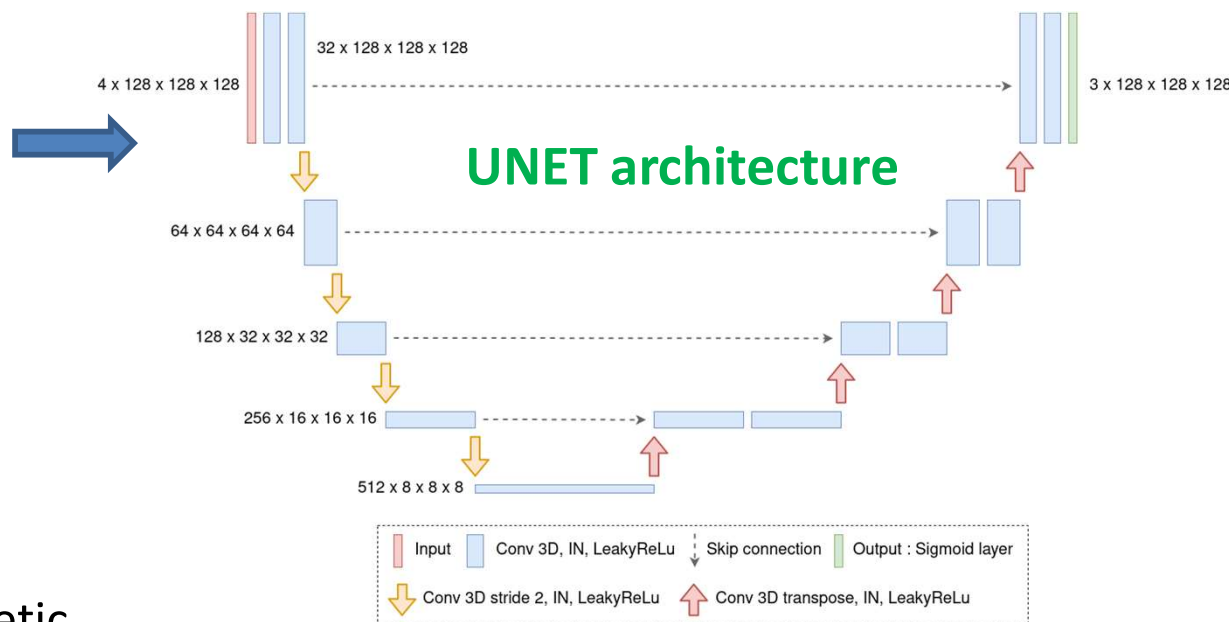 32 x 128 x 128 x 128
4 x 128 x 128 x 128
3 x 128 x 128 x 128
UNET architecture
64 x 64 x 64 x 64
128 x 32 x 32 x 32
256 x 16 x 16 x 16
512 x 8 x 8 x 8
Input
Conv 3D, IN, LeakyReLu
Skip connection
Output : Sigmoid layer
Conv 3D stride 2, IN, LeakyReLu
Conv 3D transpose, IN, LeakyReLu